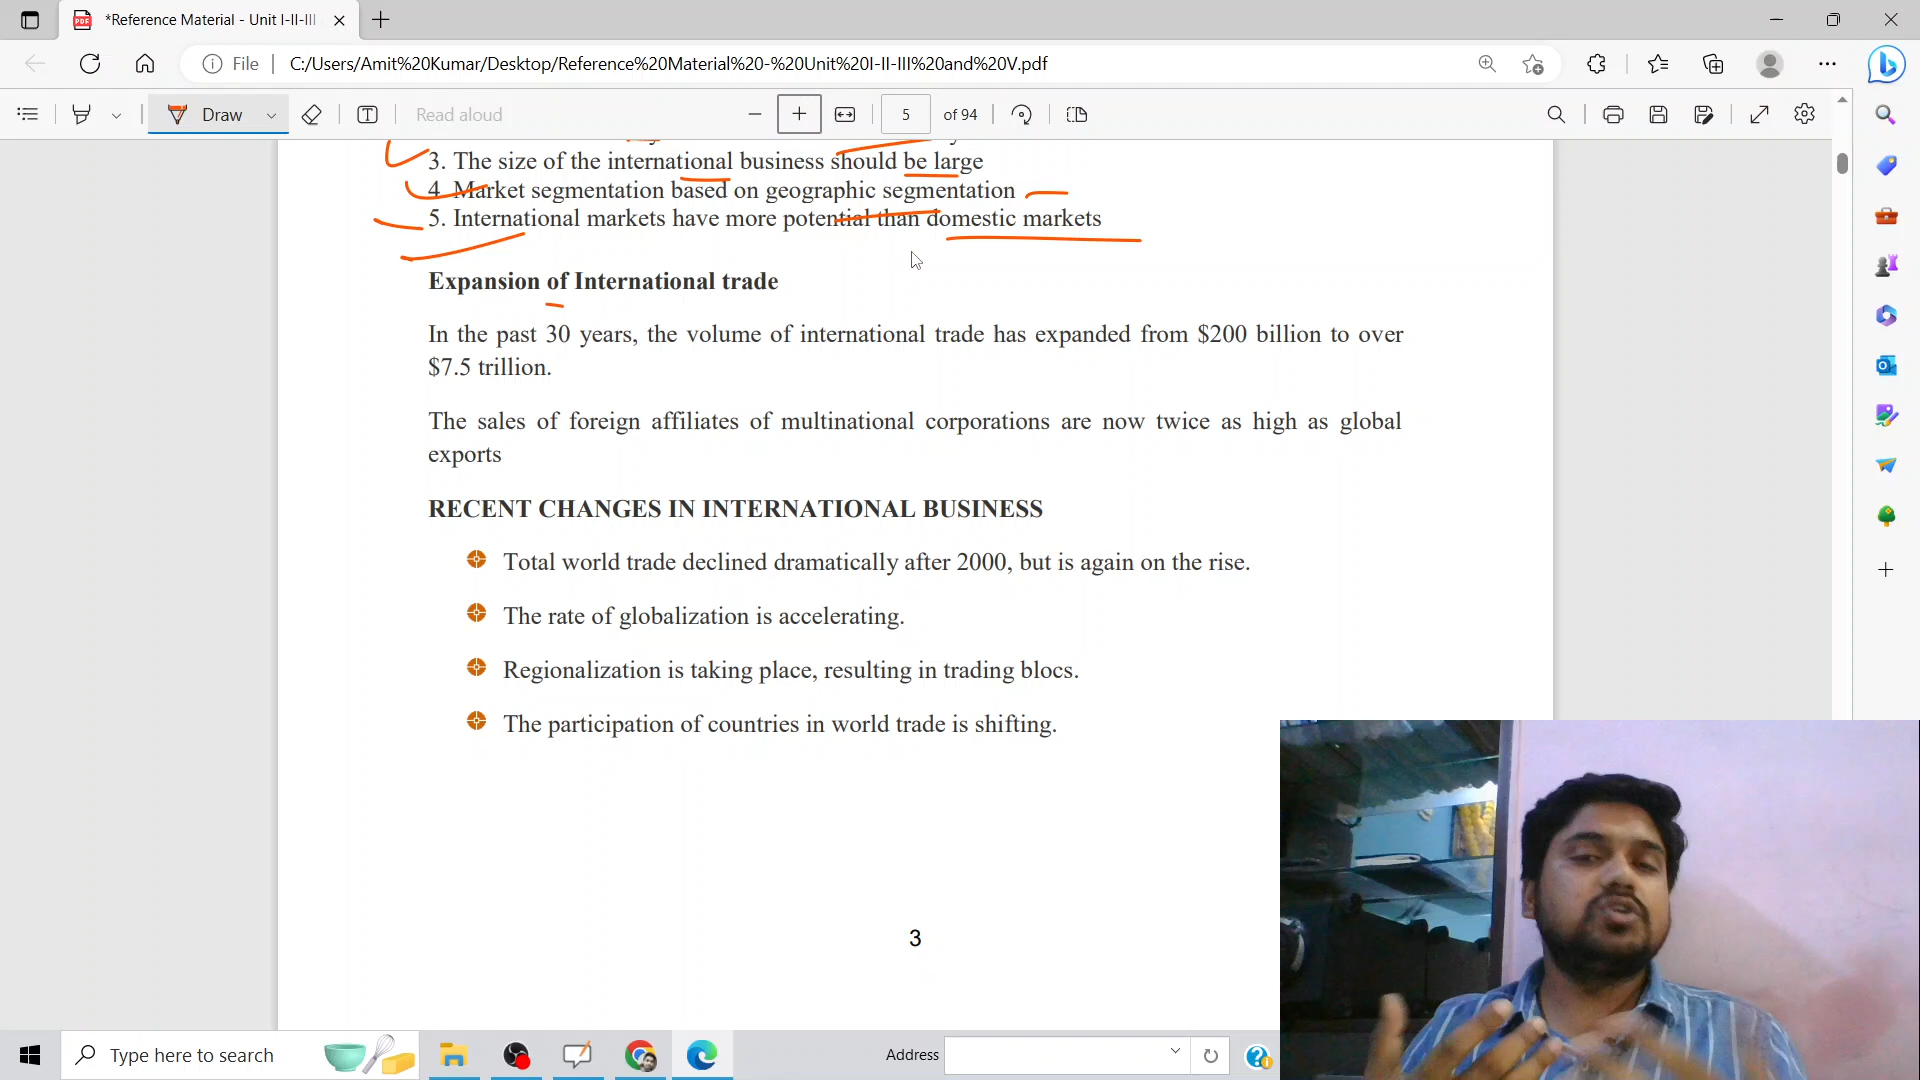 *Reference Material - Unit I-II-III
File
C:/Users/Amit%20Kumar/Desktop/Reference%20Material%20-%20Unit%20I-II-III%20and%20V.pdf
Draw
Read aloud
5 of 94
3. The size of the international business should be large
4. Market segmentation based on geographic segmentation
5. International markets have more potential than domestic markets
Expansion of International trade
In the past 30 years, the volume of international trade has expanded from $200 billion to over
$7.5 trillion.
The sales of foreign affiliates of multinational corporations are now twice as high as global
exports
RECENT CHANGES IN INTERNATIONAL BUSINESS
Total world trade declined dramatically after 2000, but is again on the rise.
The rate of globalization is accelerating.
Regionalization is taking place, resulting in trading blocs.
The participation of countries in world trade is shifting.
3
Type here to search
Address